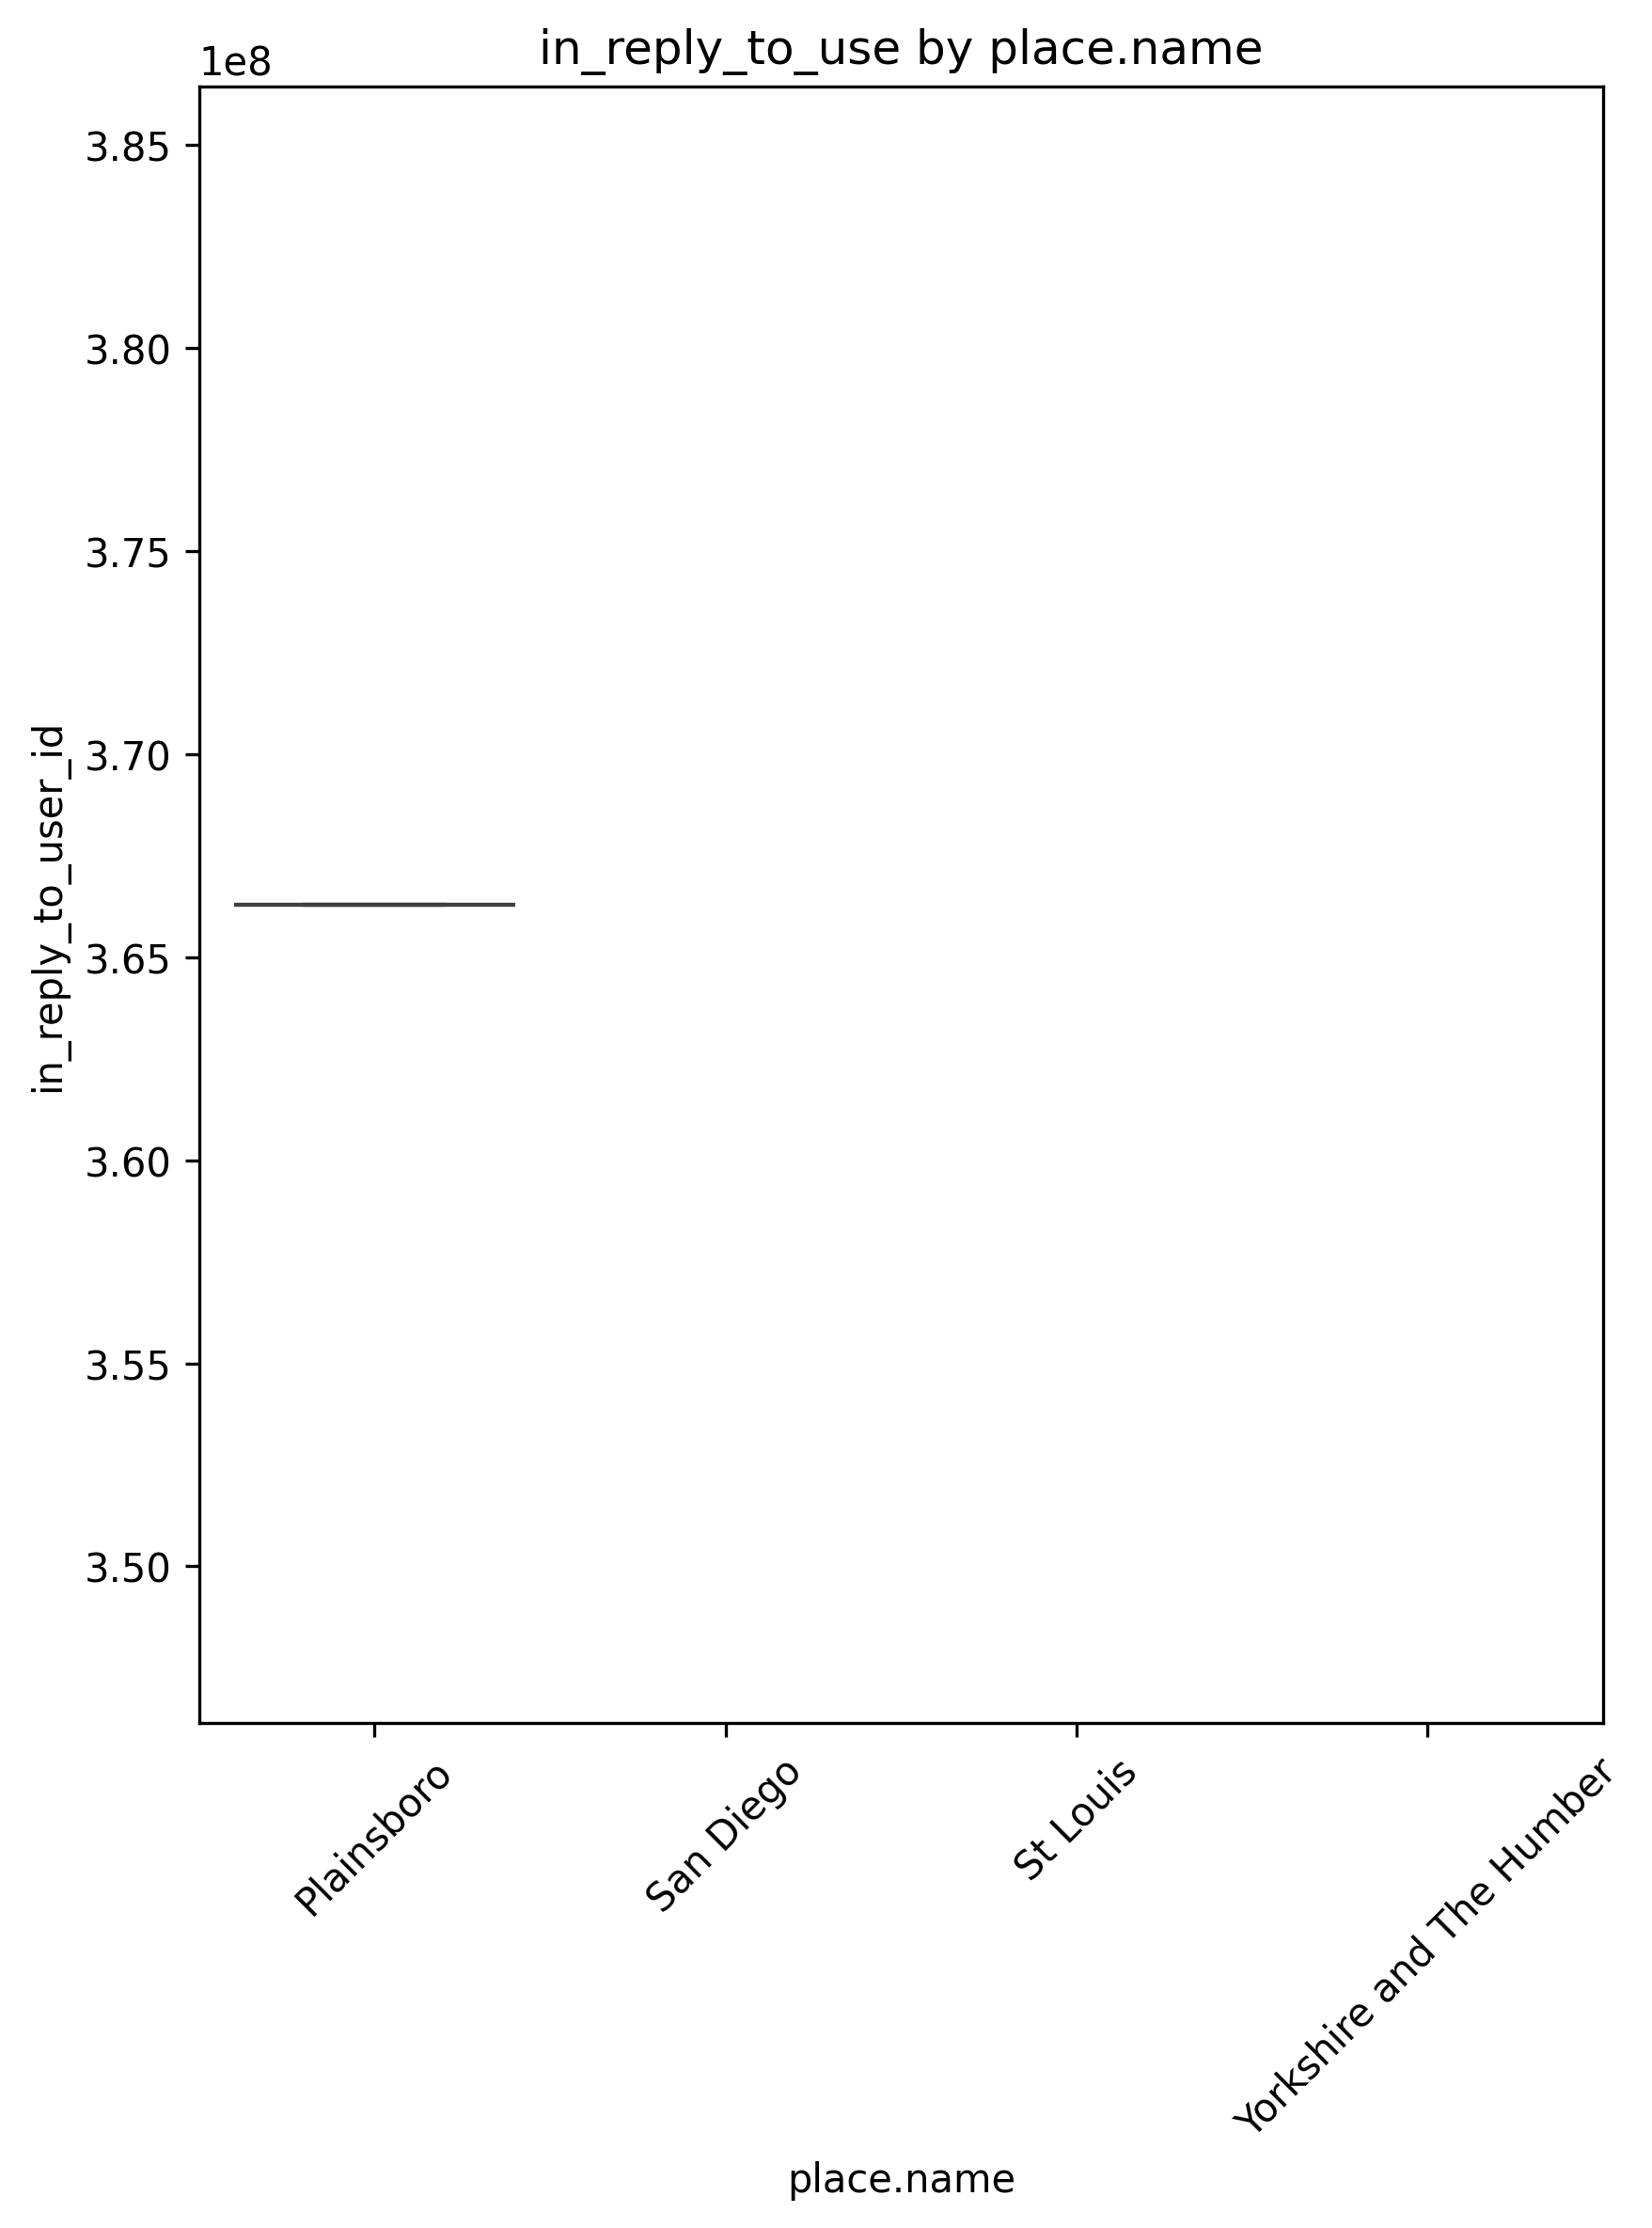 in_reply_to_use by place.name
1e8
3.85
3.80
3.75
3.70
3.65
3.60
3.55
3.50
in_reply_to_user_id
Plainsboro
San Diego
St Louis
Yorkshire and The Humber
place.name